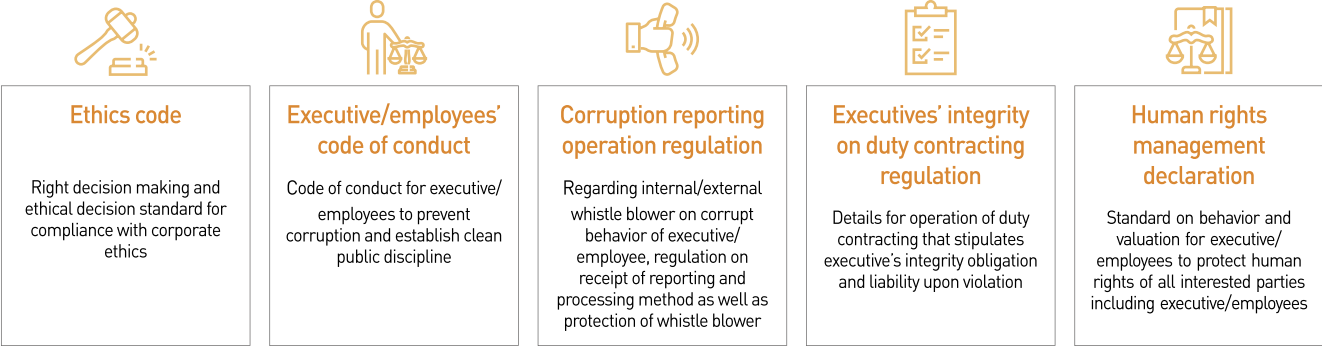 Ethics code
Right decision making and
ethical decision standard for
compliance with corporate
ethics
Executive/employees’
code of conduct
Code of conduct for executive/
employees to prevent
corruption and establish clean
public discipline
Corruption reporting
operation regulation
Regarding internal/external
whistle blower on corrupt
behavior of executive/
employee, regulation on
receipt of reporting and
processing method as well as
protection of whistle blower
Executives’ integrity
on duty contracting
regulation
Details for operation of duty
contracting that stipulates
executive’s integrity obligation
and liability upon violation
Human rights
management
declaration
Standard on behavior and
valuation for executive/
employees to protect human
rights of all interested parties
including executive/employees